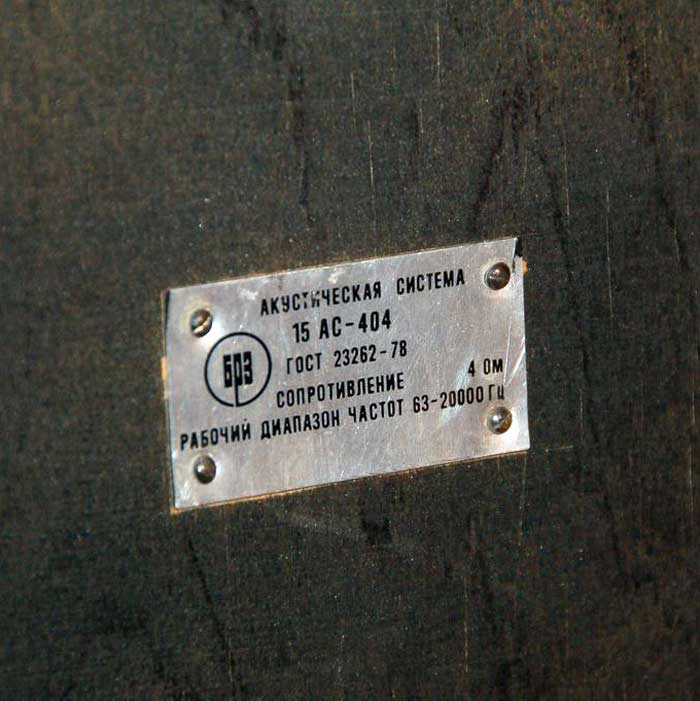 АКУСТИЧЕСКАЯ СИСТЕМА
15 АС-404
БРЗ
ГОСТ 23262-78
СОПРОТИВЛЕНИЕ 4 ОМ
РАБОЧИЙ ДИАПАЗОН ЧАСТОТ 63-20000 Гц